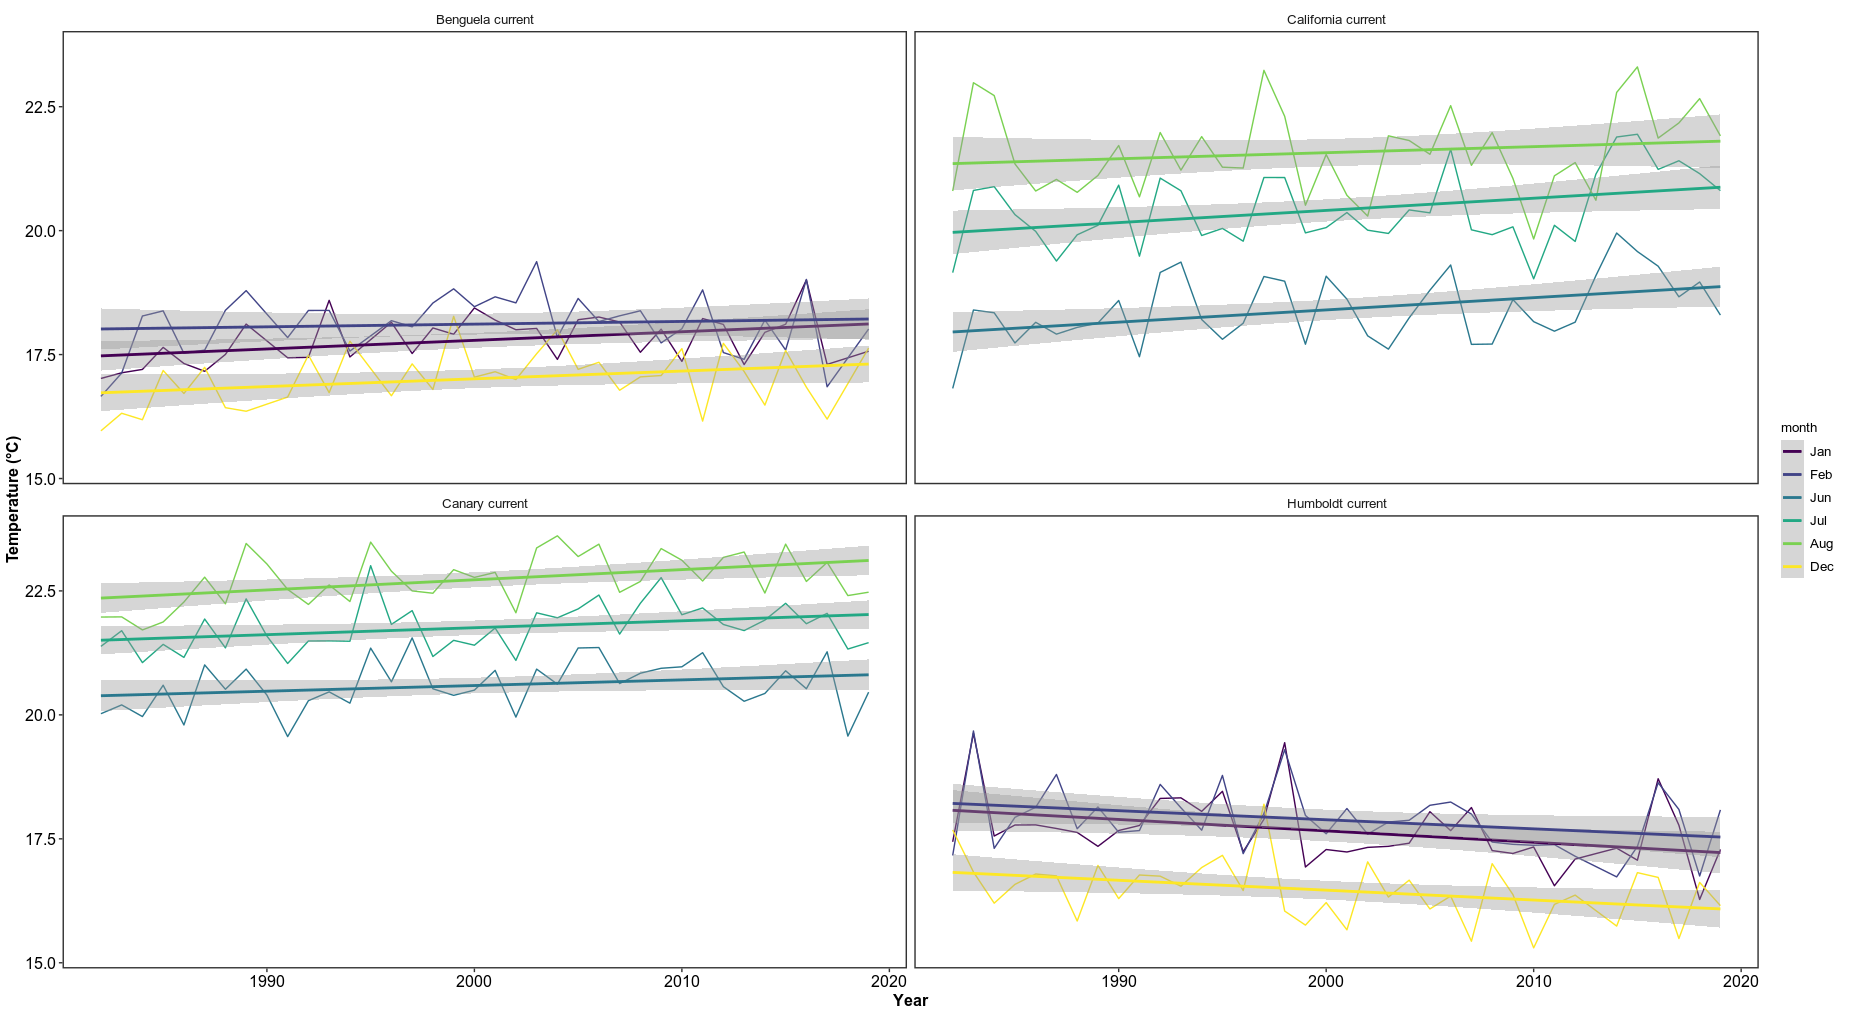 Benguela current
California current
22.5
20.0
17.5
15.0
Canary current
Humboldt current
22.5
20.0
17.5
15.0
1990
2000
2010
2020
1990
2000
2010
2020
Year
Temperature (°C)
month
Jan
Feb
Jun
Jul
Aug
Dec